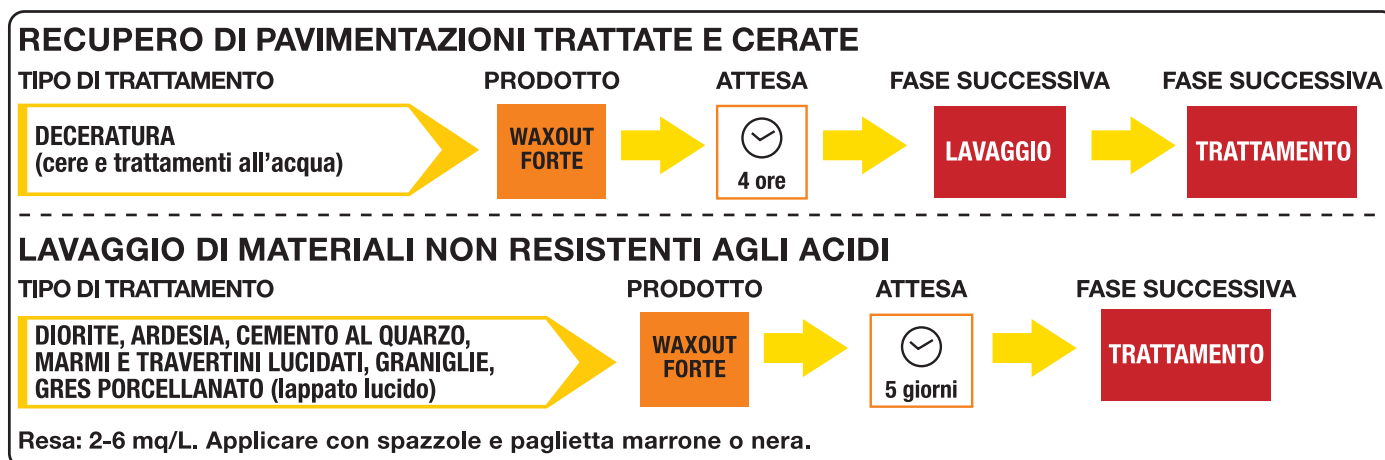 RECUPERO DI PAVIMENTAZIONI TRATTATE E CERATE
TIPO DI TRATTAMENTO
PRODOTTO
ATTESA
FASE SUCCESSIVA
FASE SUCCESSIVA
DECERATURA
(cere e trattamenti all'acqua)
WAXOUT
FORTE
4 ore
LAVAGGIO
TRATTAMENTO
LAVAGGIO DI MATERIALI NON RESISTENTI AGLI ACIDI
TIPO DI TRATTAMENTO
PRODOTTO
ATTESA
FASE SUCCESSIVA
DIORITE, ARDESIA, CEMENTO AL QUARZO,
MARMI E TRAVERTINI LUCIDATI, GRANIGLIE,
GRES PORCELLANATO (lappato lucido)
WAXOUT
FORTE
5 giorni
TRATTAMENTO
Resa: 2-6 mq/L. Applicare con spazzole e paglietta marrone o nera.